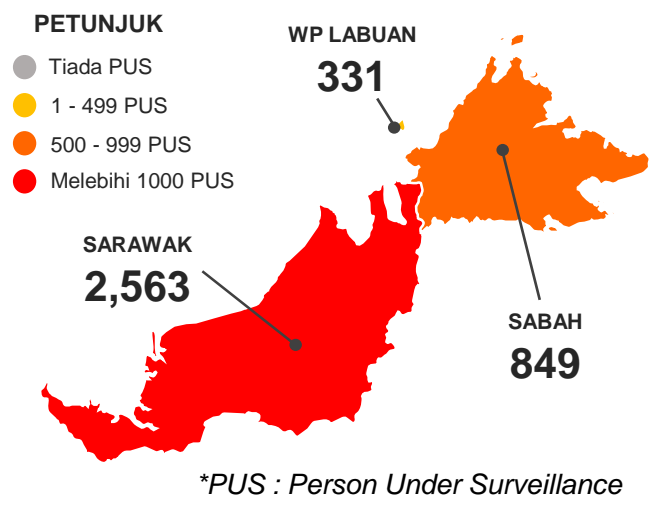 PETUNJUK
Tiada PUS
1 - 499 PUS
500 - 999 PUS
Melebihi 1000 PUS
WP LABUAN
331
SARAWAK
2,563
SABAH
849
*PUS : Person Under Surveillance